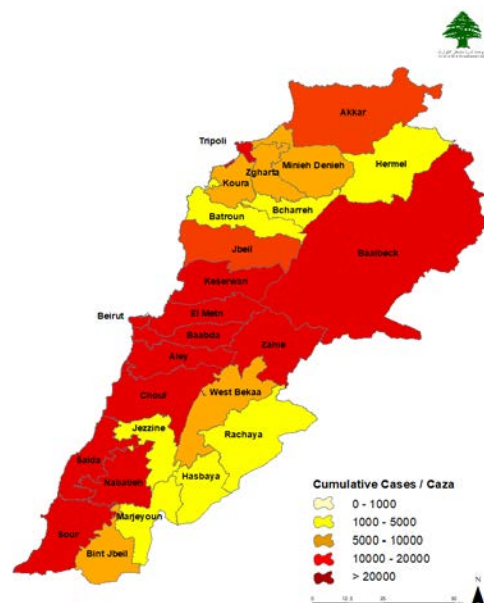 Akkar
Tripoli
Hermel
Minieh Denieh
Zgharta
Koura
Bcharreh
Batroun
Jbeil
Baalbeck
Keserwan
Beirut
El Metn
Baabda
Zahle
Aley
Chouf
West Bekaa
Jezzine
Rachaya
Saida
Nabatieh
Hasbaya
Marjeyoun
Sour
Bint Jbeil
Cumulative Cases / Caza
0 - 1000
1000 - 5000
5000 - 10000
10000 - 20000
> 20000
N